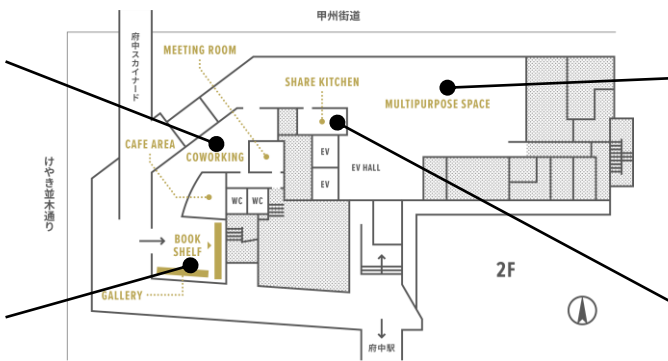 甲州街道
府中スカイナード
MEETING ROOM
SHARE KITCHEN
MULTIPURPOSE SPACE
CAFE AREA
COWORKING
EV
EV HALL
EV
けやき並木通り
WC
WC
BOOK
SHELF
GALLERY
2F
府中駅